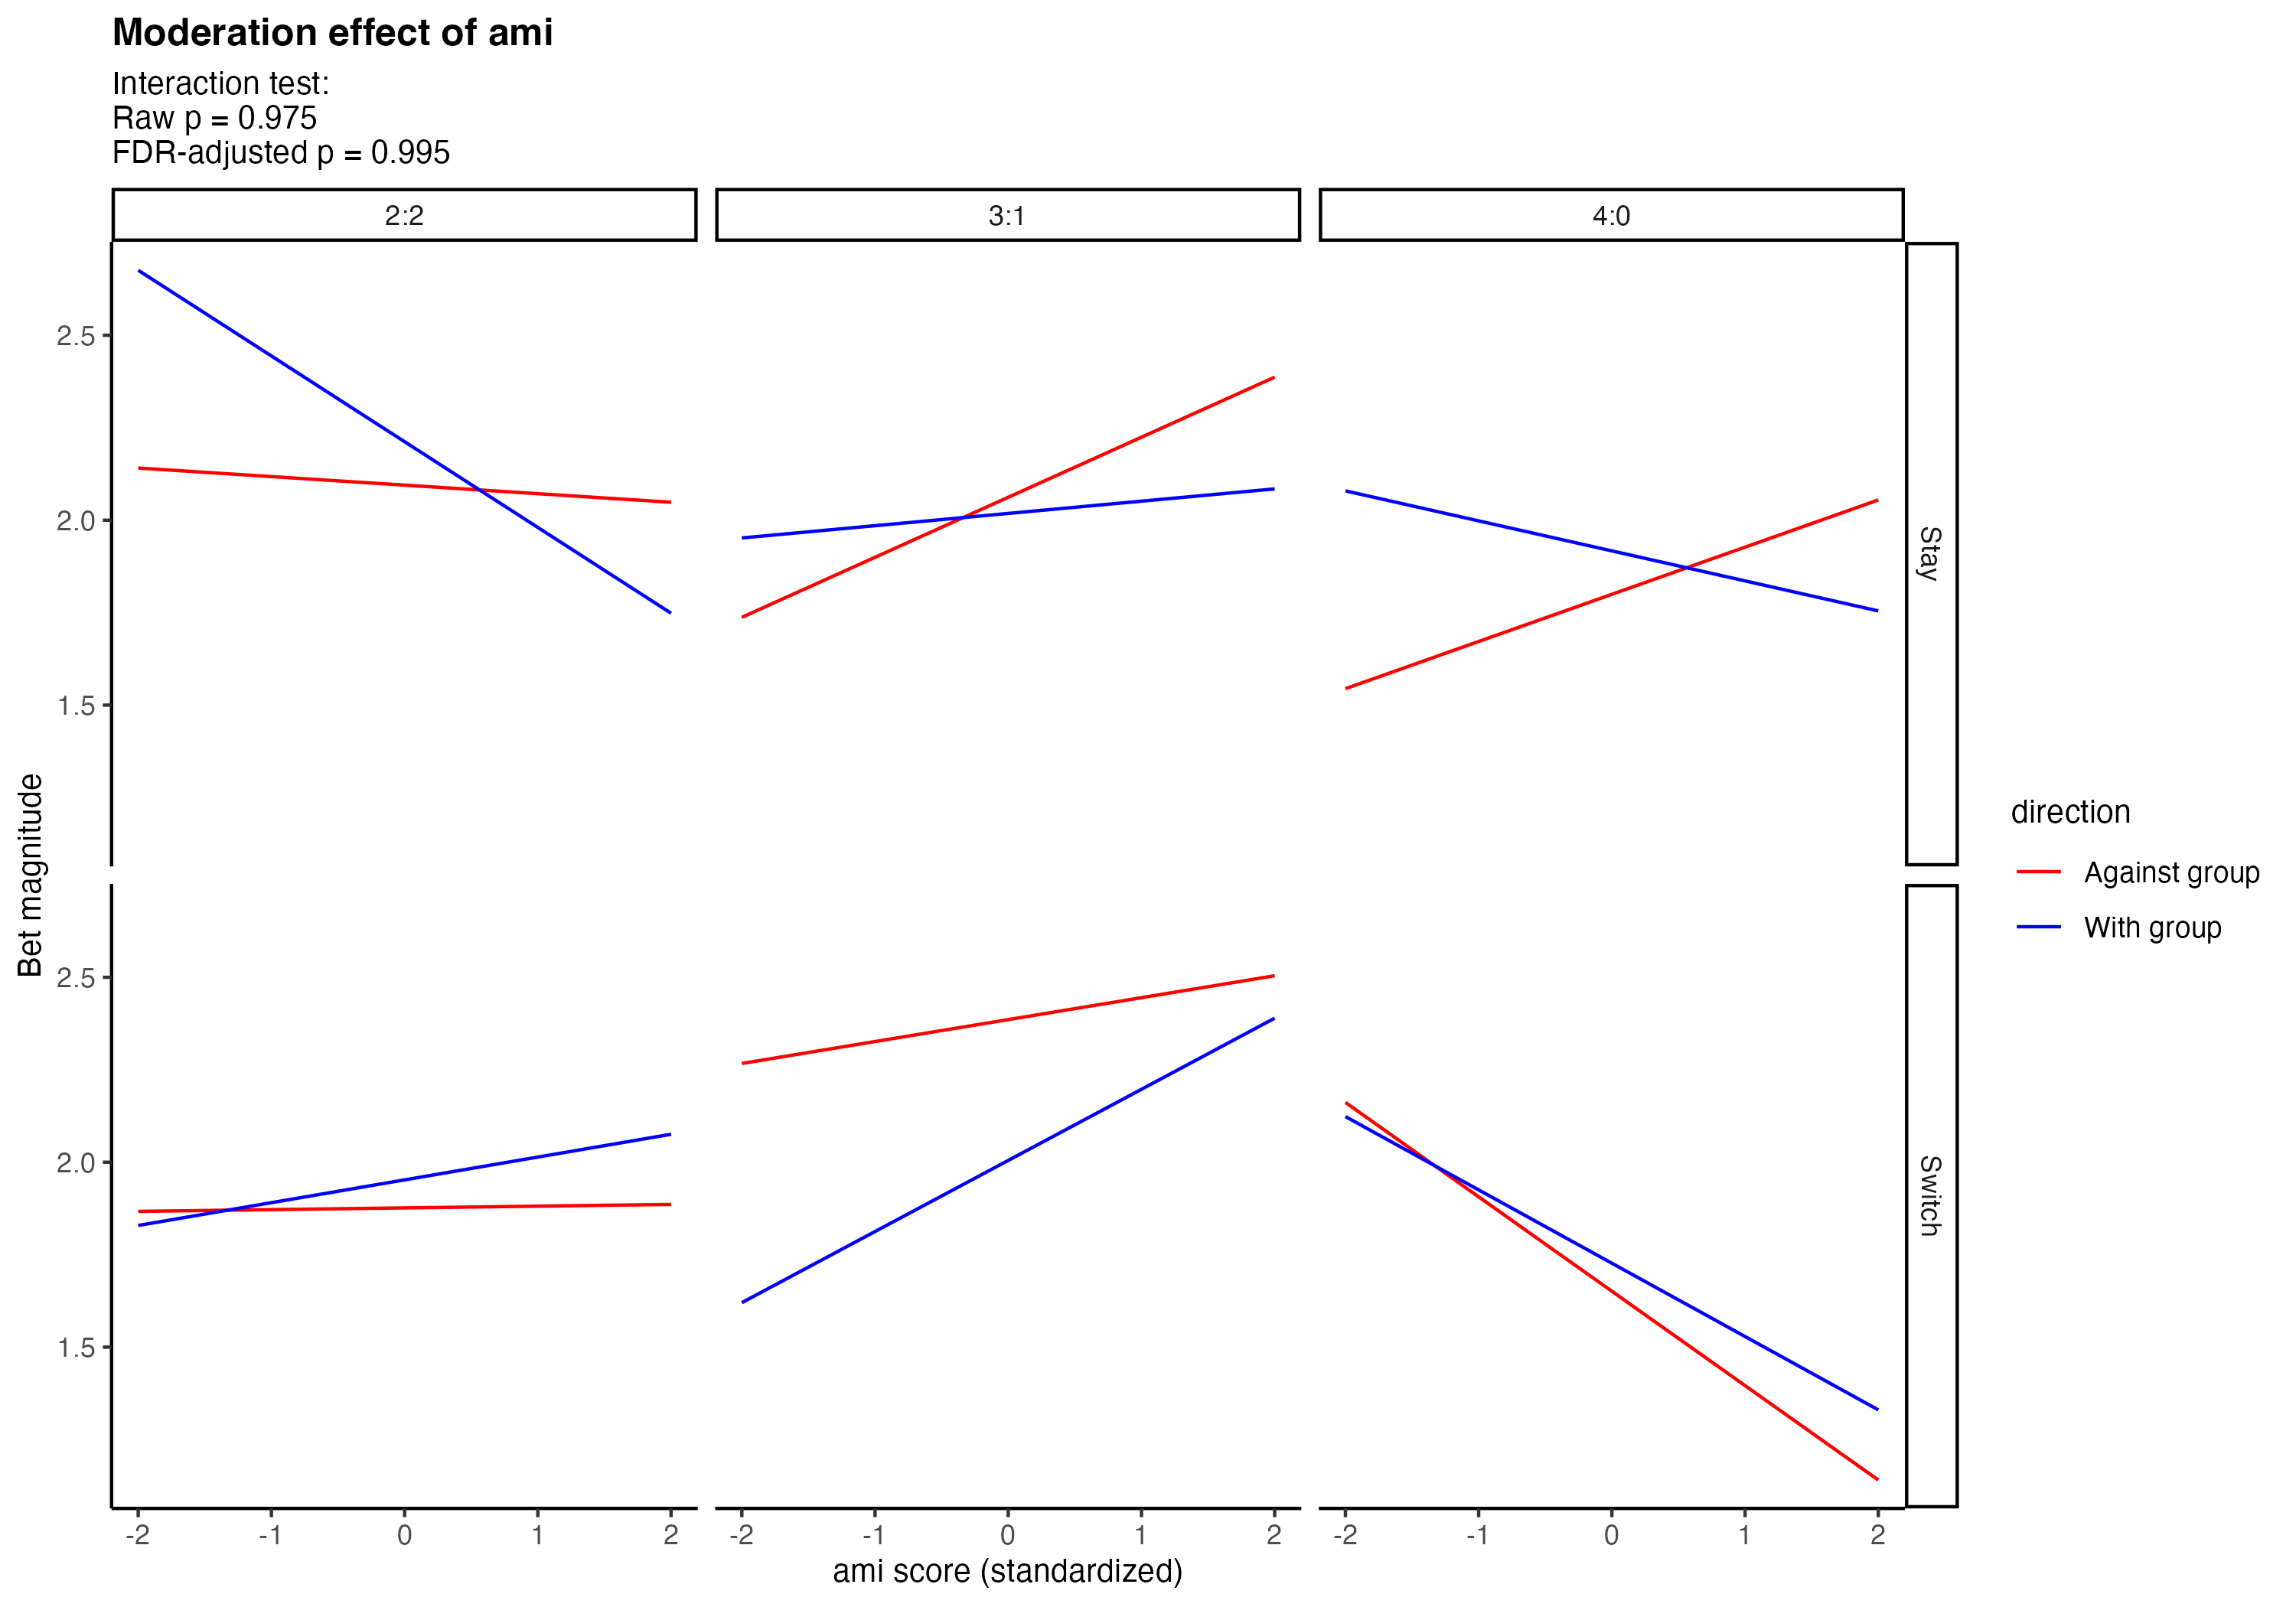 Moderation effect of ami
Interaction test:
Raw p = 0.975
FDR-adjusted p = 0.995
2:2 3:1 4:0
2.5
2.0
1.5
Stay
2.5
2.0
1.5
Switch
Bet magnitude
-2 -1 0 1 2 -2 -1 0 1 2 -2 -1 0 1 2
ami score (standardized)
direction
Against group
With group